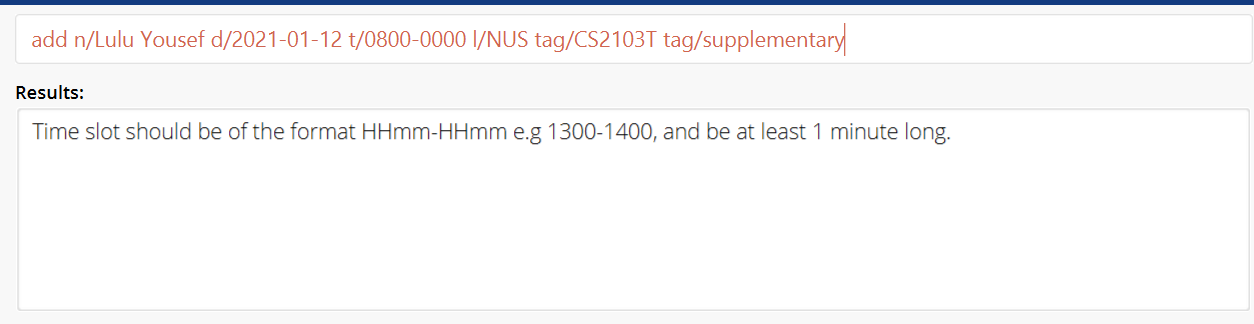 add n/Lulu Yousef d/2021-01-12 t/0800-0000 l/NUS tag/CS2103T tag/supplementary
Results:
Time slot should be of the format HHmm-HHmm e.g 1300-1400, and be at least 1 minute long.